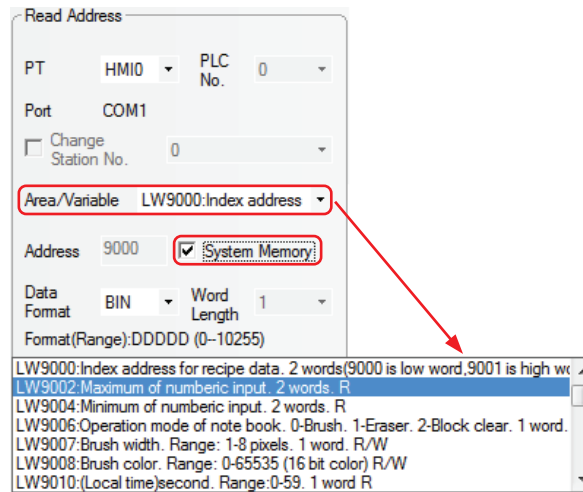 Read Address
PT HMI0 PLC No. 0
Port COM1
Change Station No. 0
Area/Variable LW9000:Index address
Address 9000 System Memory
Data Format BIN Word Length 1
Format(Range):DDDDD (0--10255)
LW9000:Index address for recipe data. 2 words(9000 is low word,9001 is high wo
LW9002:Maximum of numberic input. 2 words. R
LW9004:Minimum of numberic input. 2 words. R
LW9006:Operation mode of note book. 0-Brush. 1-Eraser. 2-Block clear. 1 word.
LW9007:Brush width. Range: 1-8 pixels. 1 word. R/W
LW9008:Brush color. Range: 0-65535 (16 bit color) R/W
LW9010:(Local time)second. Range:0-59. 1 word R